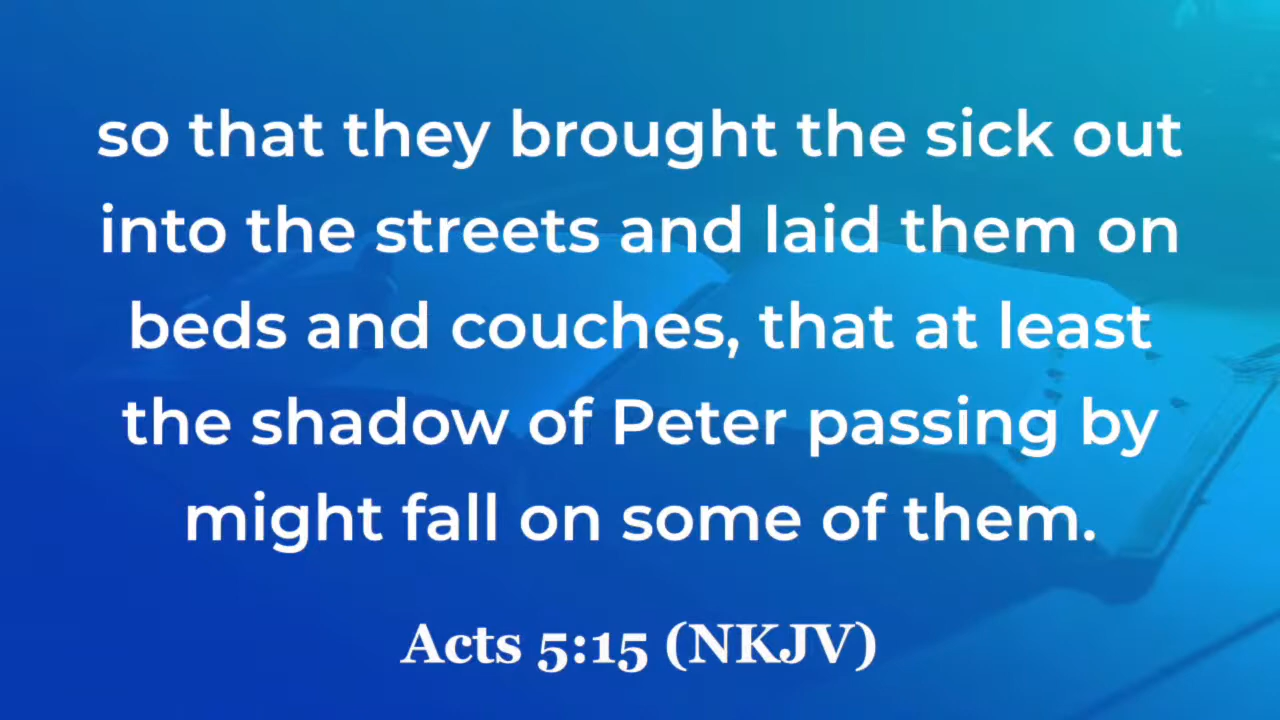 so that they brought the sick out
into the streets and laid them on
beds and couches, that at least
the shadow of Peter passing by
might fall on some of them.
Acts 5:15 (NKJV)